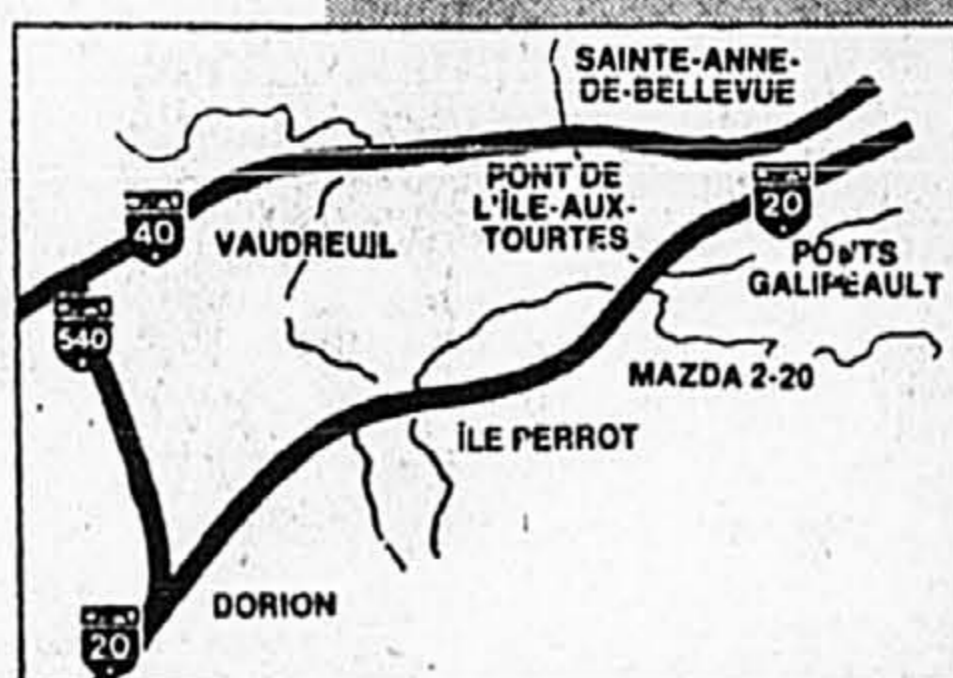 SAINTE-ANNE-
DE-BELLEVUE
PONT DE
L'ÎLE-AUX-
TOURTES
20
40
VAUDREUIL
PONTS
GALIPEAULT
540
MAZDA 2-20
ÎLE PERROT
DORION
20